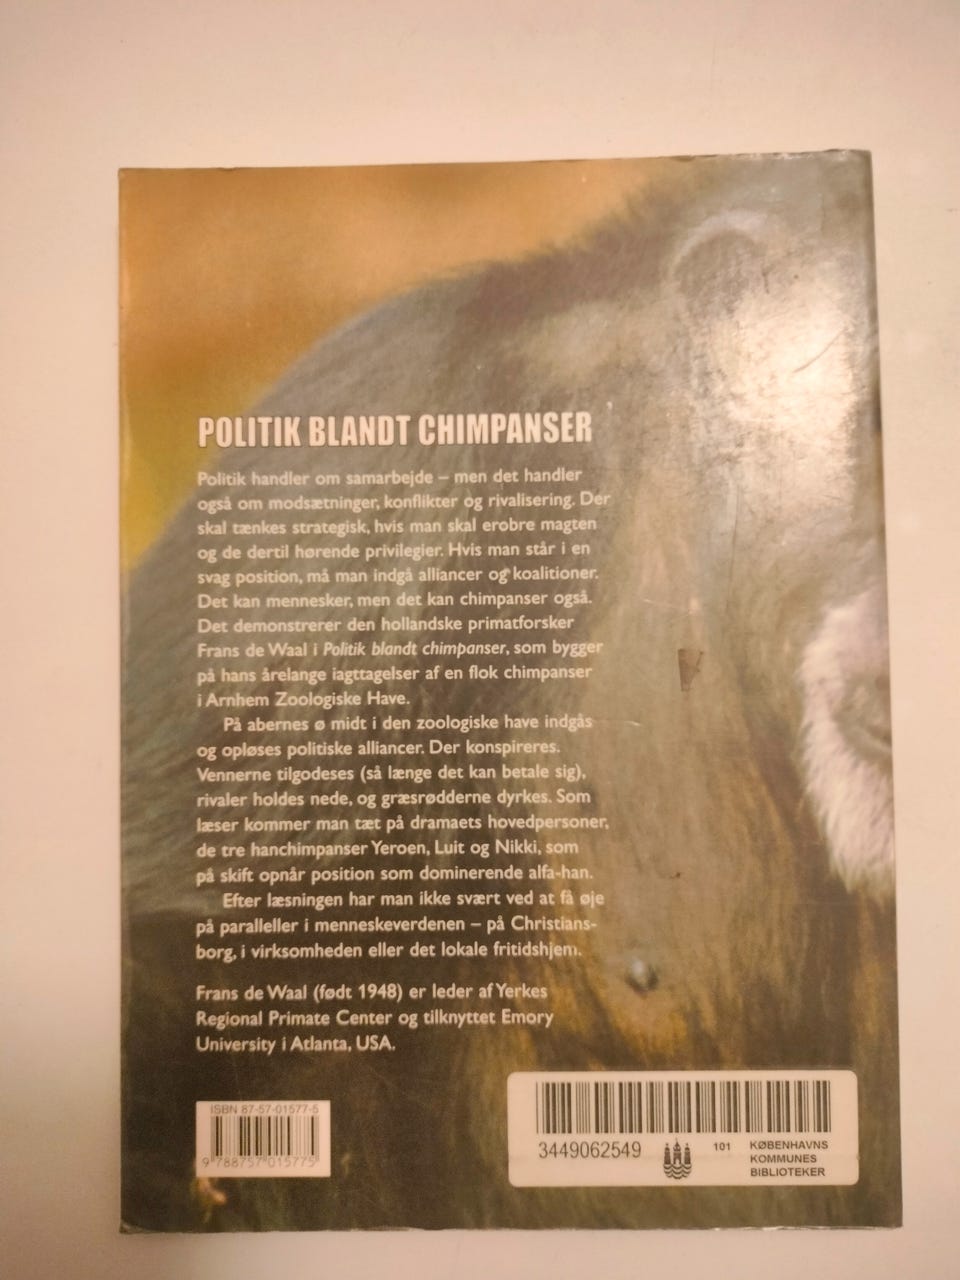 POLITIK BLANDT CHIMPANSER
Politik handler om samarbejde – men det handler
også om modsætninger, konflikter og rivalisering. Der
skal tænkes strategisk, hvis man skal erobre magten
og de dertil hørende privilegier. Hvis man står i en
svag position, må man indgå alliancer og koalitioner.
Det kan mennesker, men det kan chimpanser også.
Det demonstrerer den hollandske primatforsker
Frans de Waal i Politik blandt chimpanser, som bygger
på hans årelange iagttagelser af en flok chimpanser
i Arnhem Zoologiske Have.
På abernes ø midt i den zoologiske have indgås
og opløses politiske alliancer. Der konspireres.
Vennerne tilgodeses (så længe det kan betale sig),
rivaler holdes nede, og græsrødderne dyrkes. Som
læser kommer man tæt på dramaets hovedpersoner,
de tre hanchimpanser Yeroen, Luit og Nikki, som
på skift opnår position som dominerende alfa-han.
Efter læsningen har man ikke svært ved at få øje
på paralleller i menneskeverdenen – på Christians-
borg, i virksomheden eller det lokale fritidshjem.
Frans de Waal (født 1948) er leder af Yerkes
Regional Primate Center og tilknyttet Emory
University i Atlanta, USA.
ISBN 87-57-01577-5
9 788757 015775
3449062549
101
KØBENHAVNS
KOMMUNES
BIBLIOTEKER